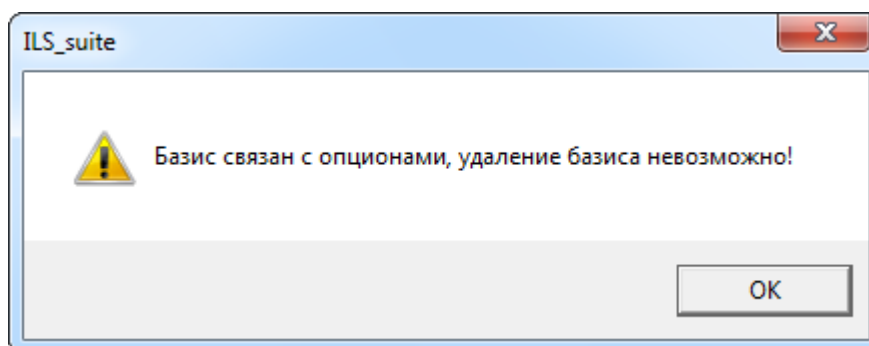 ILS_suite
Базис связан с опционами, удаление базиса невозможно!
OK